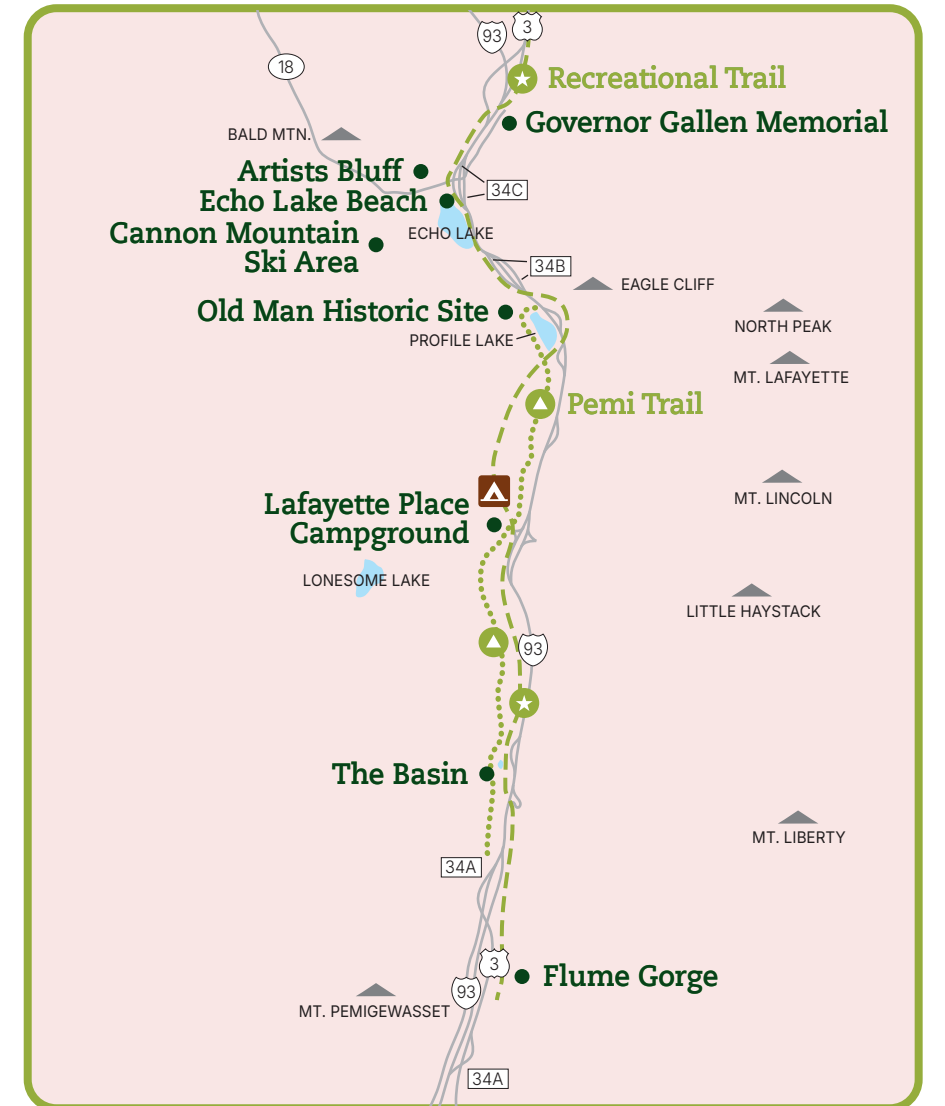 3
93
18
Recreational Trail
Governor Gallen Memorial
BALD MTN.
Artists Bluff
34C
Echo Lake Beach
ECHO LAKE
Cannon Mountain
Ski Area
34B
EAGLE CLIFF
Old Man Historic Site
NORTH PEAK
PROFILE LAKE
MT. LAFAYETTE
Pemi Trail
MT. LINCOLN
Lafayette Place
Campground
LONESOME LAKE
LITTLE HAYSTACK
93
The Basin
MT. LIBERTY
34A
3
Flume Gorge
93
MT. PEMIGEWASSET
34A